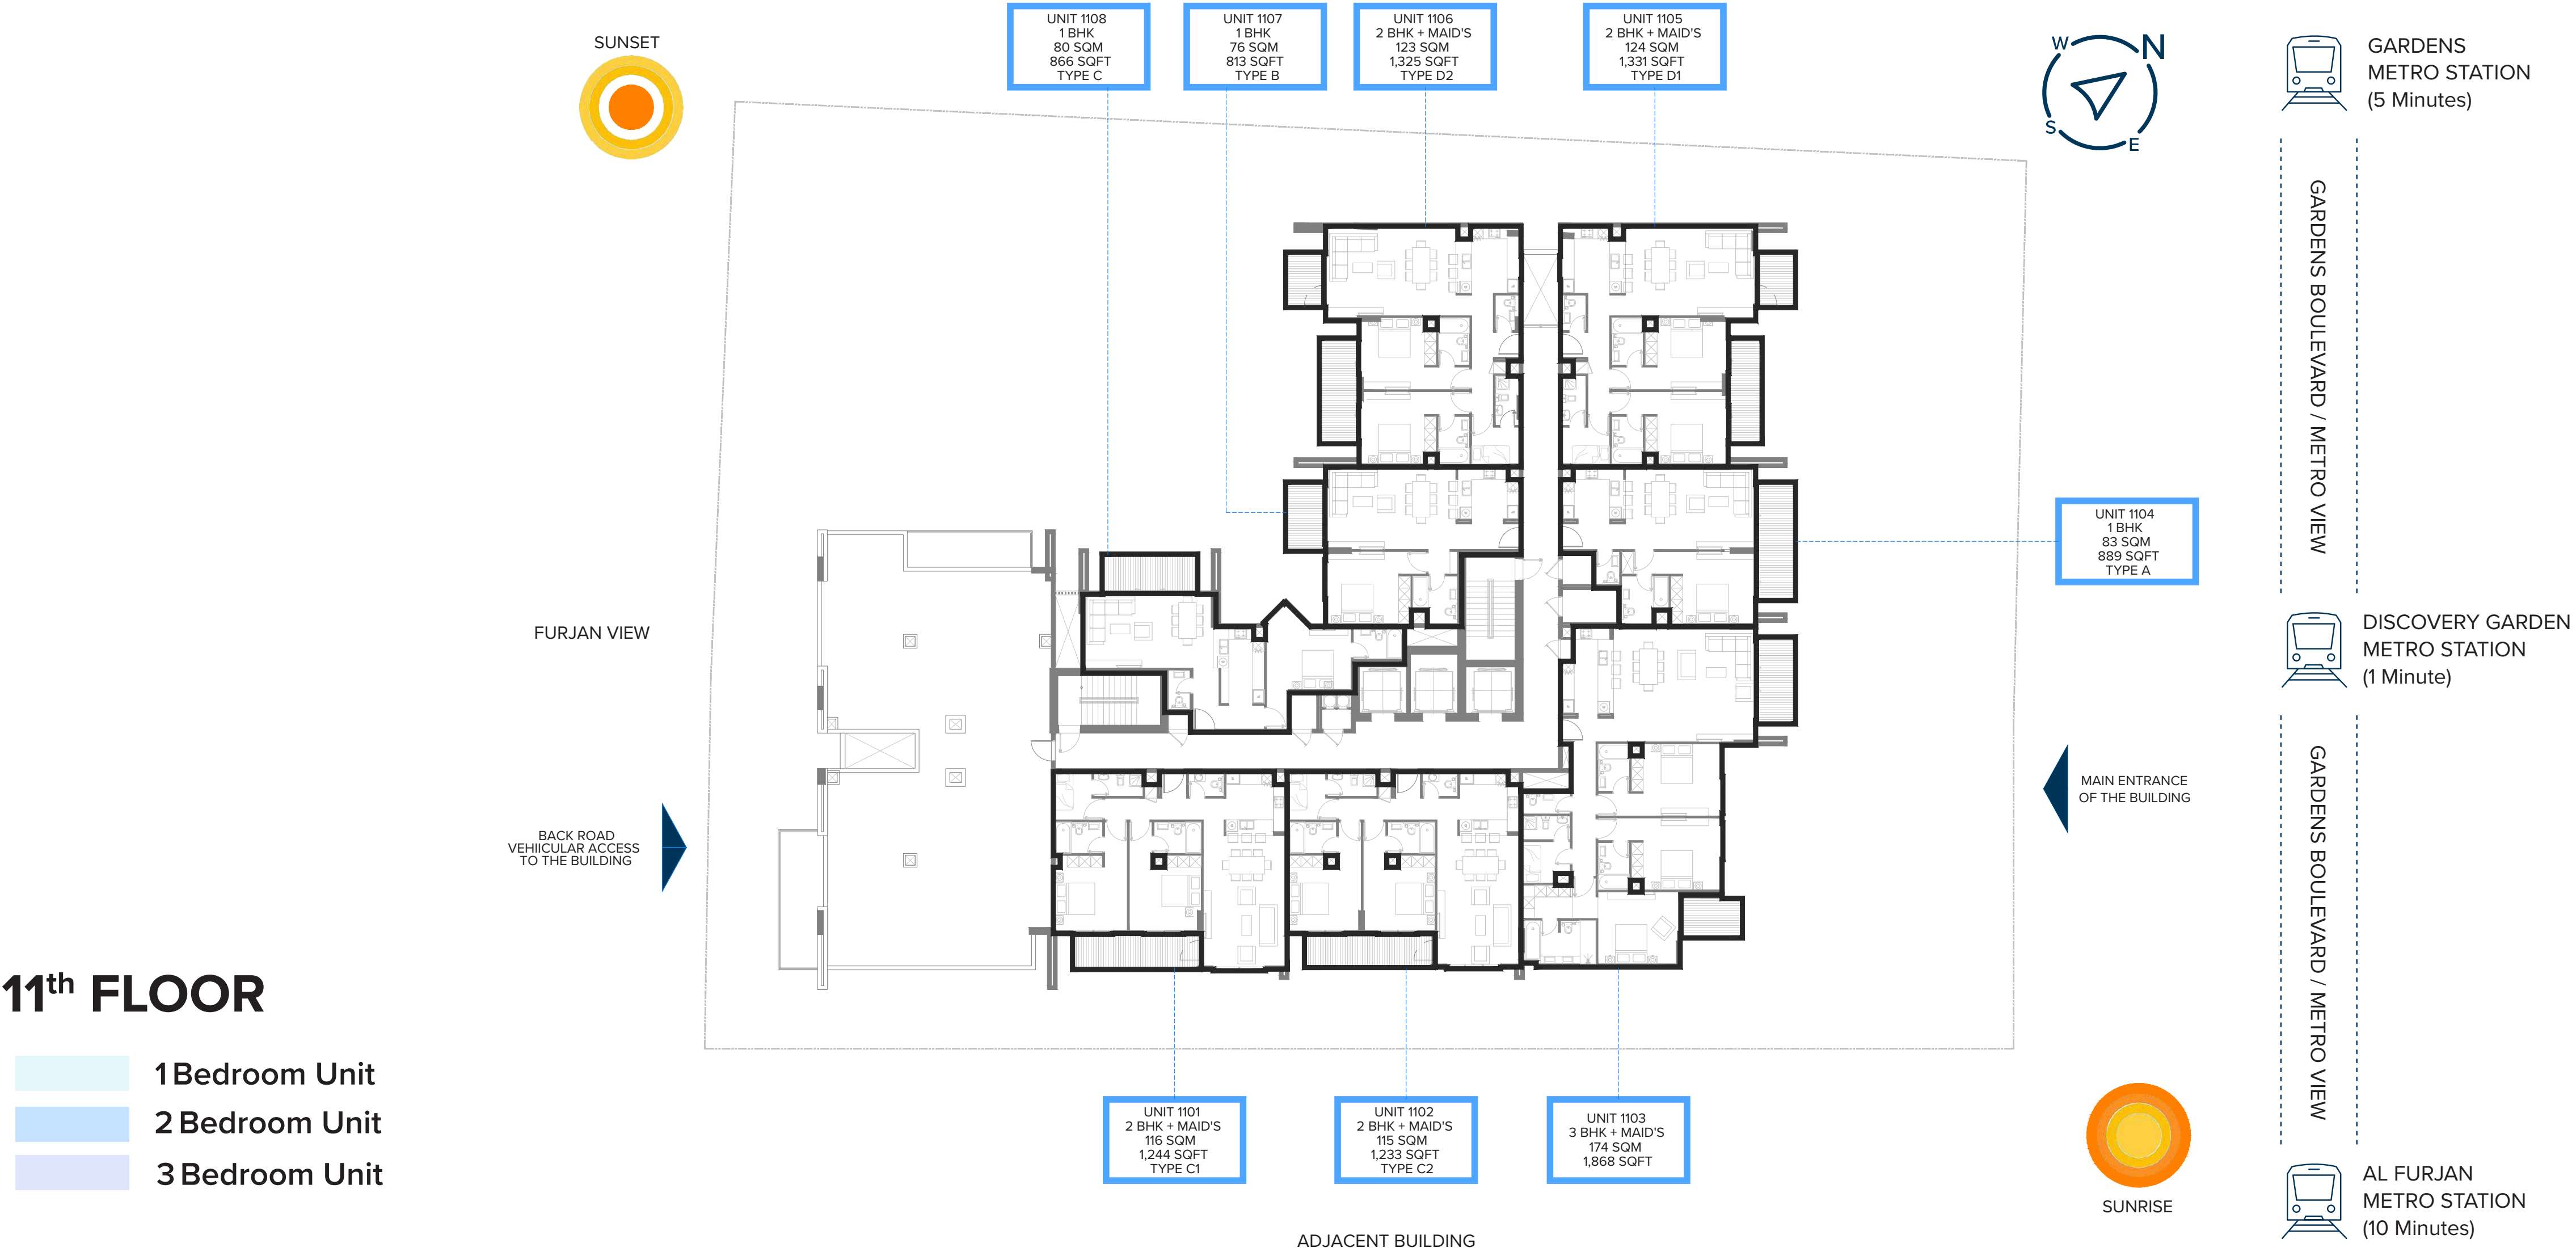 UNIT 1108
1 BHK
80 SQM
866 SQFT
TYPE C
UNIT 1107
1 BHK
76 SQM
813 SQFT
TYPE B
UNIT 1106
2 BHK + MAID'S
123 SQM
1,325 SQFT
TYPE D2
UNIT 1105
2 BHK + MAID'S
124 SQM
1,331 SQFT
TYPE D1
SUNSET
W
N
S
E
GARDENS
METRO STATION
(5 Minutes)
GARDENS BOULEVARD / METRO VIEW
UNIT 1104
1 BHK
83 SQM
889 SQFT
TYPE A
FURJAN VIEW
DISCOVERY GARDEN
METRO STATION
(1 Minute)
MAIN ENTRANCE
OF THE BUILDING
BACK ROAD
VEHIICULAR ACCESS
TO THE BUILDING
GARDENS BOULEVARD / METRO VIEW
11th FLOOR
1 Bedroom Unit
2 Bedroom Unit
3 Bedroom Unit
UNIT 1101
2 BHK + MAID'S
116 SQM
1,244 SQFT
TYPE C1
UNIT 1102
2 BHK + MAID'S
115 SQM
1,233 SQFT
TYPE C2
UNIT 1103
3 BHK + MAID'S
174 SQM
1,868 SQFT
SUNRISE
AL FURJAN
METRO STATION
(10 Minutes)
ADJACENT BUILDING